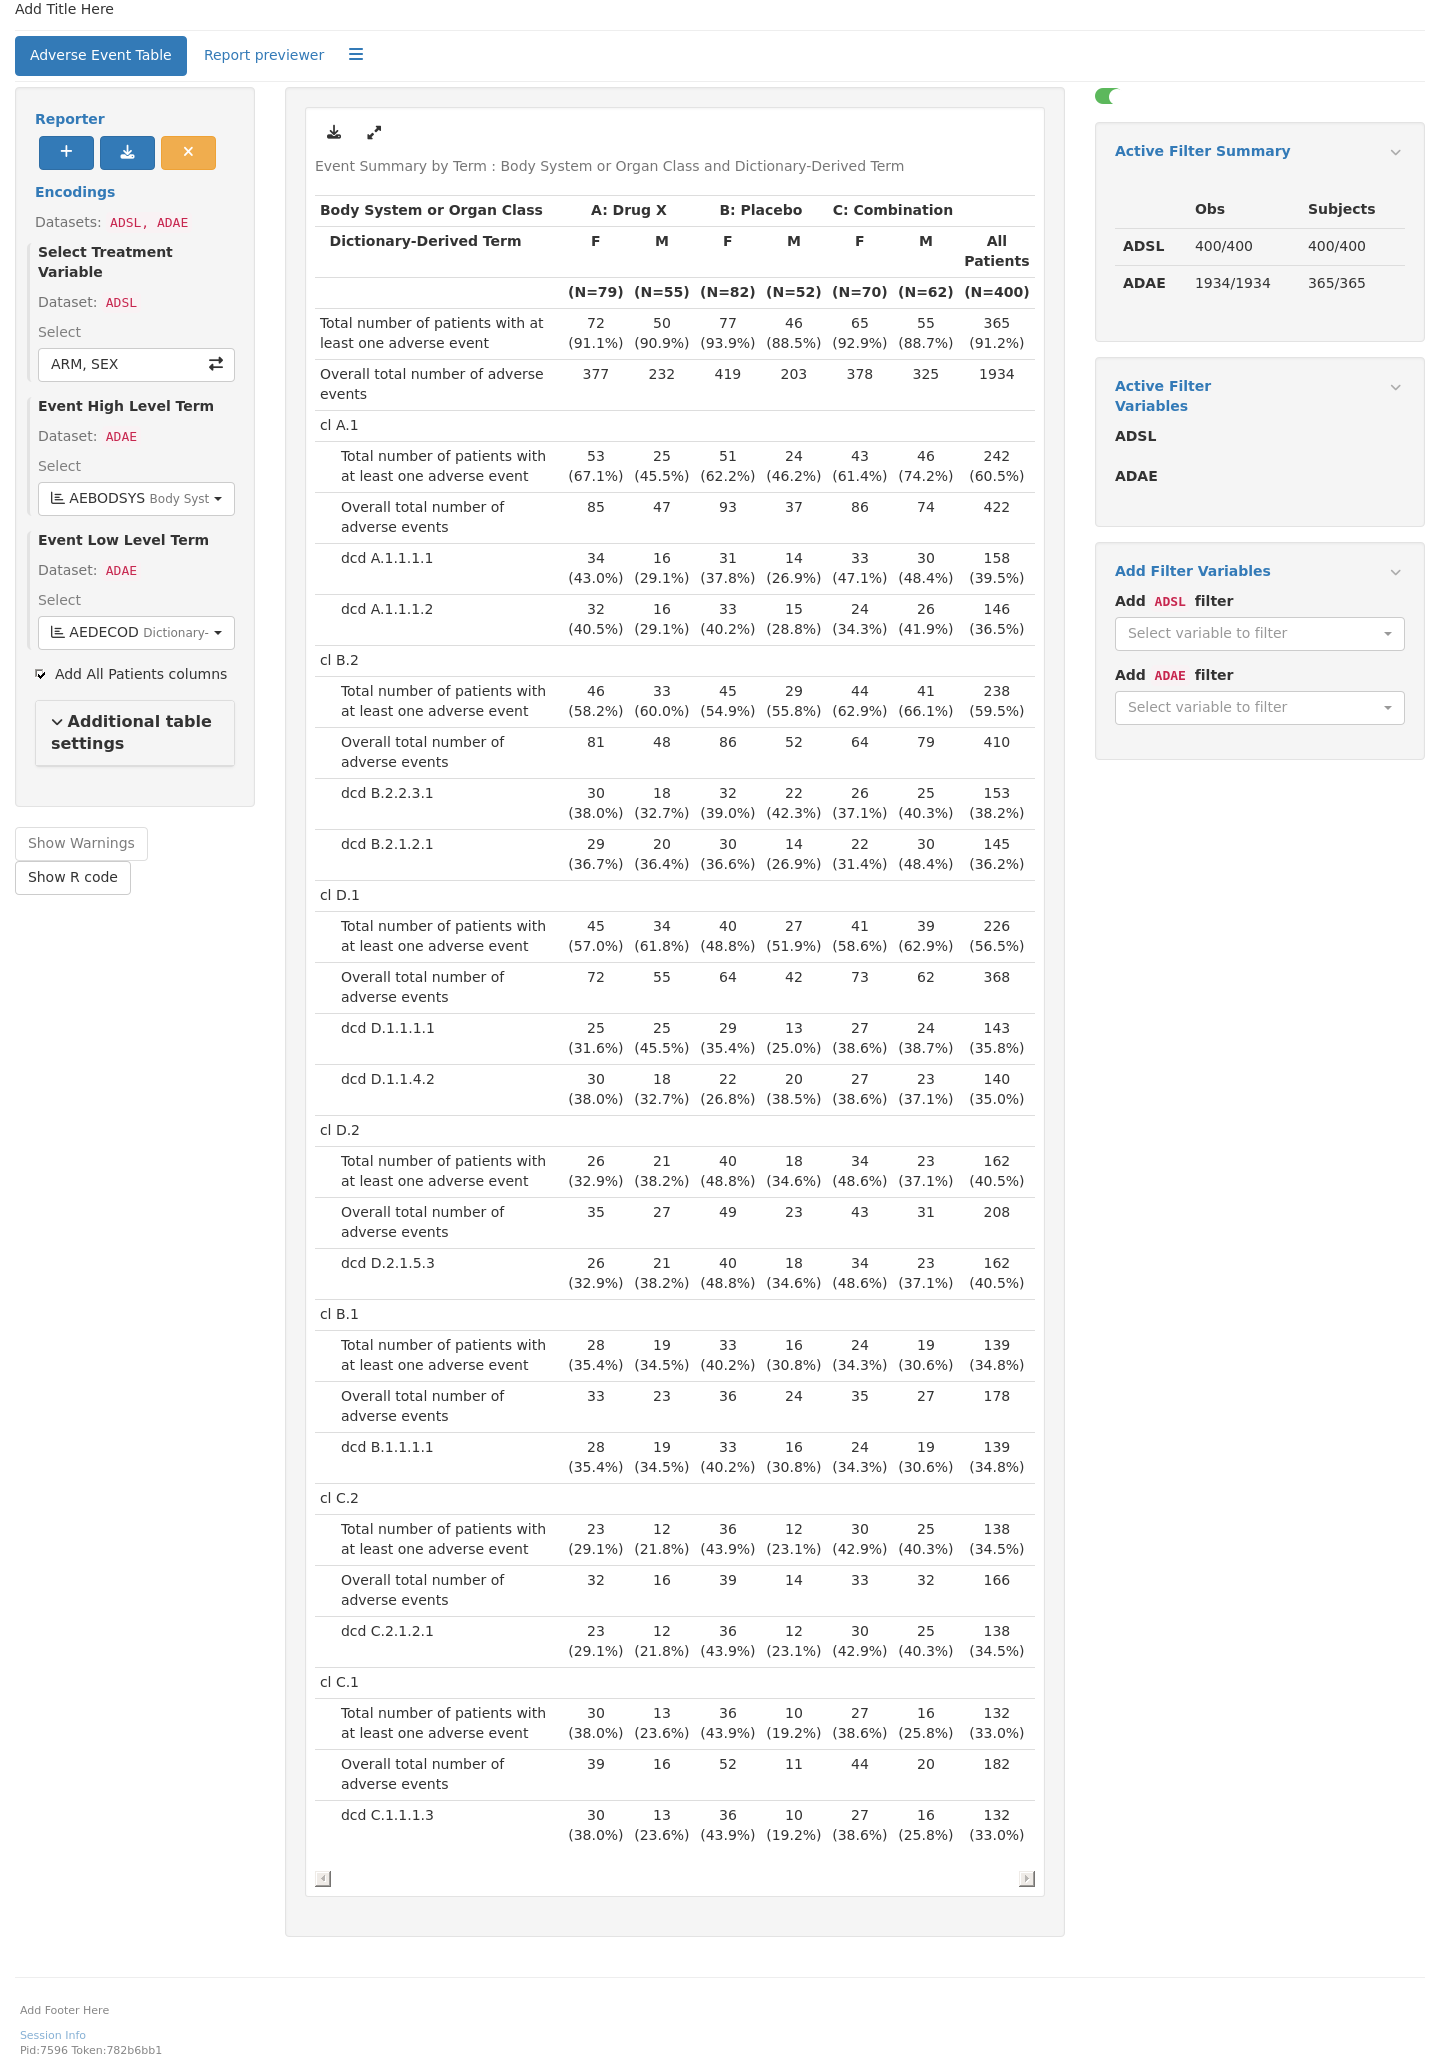 Add Title Here
Adverse Event Table
Report previewer
Reporter
Encodings
Datasets: ADSL, ADAE
Select Treatment
Variable
Dataset: ADSL
Select
ARM, SEX
Event High Level Term
Dataset: ADAE
Select
AEBODSYS Body Syst
Event Low Level Term
Dataset: ADAE
Select
AEDECOD Dictionary-
Add All Patients columns
Additional table
settings
Show Warnings
Show R code
Event Summary by Term : Body System or Organ Class and Dictionary-Derived Term
Body System or Organ Class A: Drug X B: Placebo C: Combination
Dictionary-Derived Term F M F M F M All
Patients
(N=79) (N=55) (N=82) (N=52) (N=70) (N=62) (N=400)
Total number of patients with at 72 50 77 46 65 55 365
least one adverse event (91.1%) (90.9%) (93.9%) (88.5%) (92.9%) (88.7%) (91.2%)
Overall total number of adverse 377 232 419 203 378 325 1934
events
cl A.1
Total number of patients with 53 25 51 24 43 46 242
at least one adverse event (67.1%) (45.5%) (62.2%) (46.2%) (61.4%) (74.2%) (60.5%)
Overall total number of 85 47 93 37 86 74 422
adverse events
dcd A.1.1.1.1 34 16 31 14 33 30 158
(43.0%) (29.1%) (37.8%) (26.9%) (47.1%) (48.4%) (39.5%)
dcd A.1.1.1.2 32 16 33 15 24 26 146
(40.5%) (29.1%) (40.2%) (28.8%) (34.3%) (41.9%) (36.5%)
cl B.2
Total number of patients with 46 33 45 29 44 41 238
at least one adverse event (58.2%) (60.0%) (54.9%) (55.8%) (62.9%) (66.1%) (59.5%)
Overall total number of 81 48 86 52 64 79 410
adverse events
dcd B.2.2.3.1 30 18 32 22 26 25 153
(38.0%) (32.7%) (39.0%) (42.3%) (37.1%) (40.3%) (38.2%)
dcd B.2.1.2.1 29 20 30 14 22 30 145
(36.7%) (36.4%) (36.6%) (26.9%) (31.4%) (48.4%) (36.2%)
cl D.1
Total number of patients with 45 34 40 27 41 39 226
at least one adverse event (57.0%) (61.8%) (48.8%) (51.9%) (58.6%) (62.9%) (56.5%)
Overall total number of 72 55 64 42 73 62 368
adverse events
dcd D.1.1.1.1 25 25 29 13 27 24 143
(31.6%) (45.5%) (35.4%) (25.0%) (38.6%) (38.7%) (35.8%)
dcd D.1.1.4.2 30 18 22 20 27 23 140
(38.0%) (32.7%) (26.8%) (38.5%) (38.6%) (37.1%) (35.0%)
cl D.2
Total number of patients with 26 21 40 18 34 23 162
at least one adverse event (32.9%) (38.2%) (48.8%) (34.6%) (48.6%) (37.1%) (40.5%)
Overall total number of 35 27 49 23 43 31 208
adverse events
dcd D.2.1.5.3 26 21 40 18 34 23 162
(32.9%) (38.2%) (48.8%) (34.6%) (48.6%) (37.1%) (40.5%)
cl B.1
Total number of patients with 28 19 33 16 24 19 139
at least one adverse event (35.4%) (34.5%) (40.2%) (30.8%) (34.3%) (30.6%) (34.8%)
Overall total number of 33 23 36 24 35 27 178
adverse events
dcd B.1.1.1.1 28 19 33 16 24 19 139
(35.4%) (34.5%) (40.2%) (30.8%) (34.3%) (30.6%) (34.8%)
cl C.2
Total number of patients with 23 12 36 12 30 25 138
at least one adverse event (29.1%) (21.8%) (43.9%) (23.1%) (42.9%) (40.3%) (34.5%)
Overall total number of 32 16 39 14 33 32 166
adverse events
dcd C.2.1.2.1 23 12 36 12 30 25 138
(29.1%) (21.8%) (43.9%) (23.1%) (42.9%) (40.3%) (34.5%)
cl C.1
Total number of patients with 30 13 36 10 27 16 132
at least one adverse event (38.0%) (23.6%) (43.9%) (19.2%) (38.6%) (25.8%) (33.0%)
Overall total number of 39 16 52 11 44 20 182
adverse events
dcd C.1.1.1.3 30 13 36 10 27 16 132
(38.0%) (23.6%) (43.9%) (19.2%) (38.6%) (25.8%) (33.0%)
Active Filter Summary
Obs Subjects
ADSL 400/400 400/400
ADAE 1934/1934 365/365
Active Filter
Variables
ADSL
ADAE
Add Filter Variables
Add ADSL filter
Select variable to filter
Add ADAE filter
Select variable to filter
Add Footer Here
Session Info
Pid:7596 Token:782b6bb1